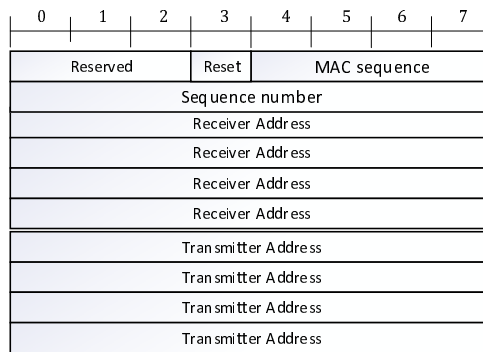 0 1 2 3 4 5 6 7
Reserved Reset MAC sequence
Sequence number
Receiver Address
Receiver Address
Receiver Address
Receiver Address
Transmitter Address
Transmitter Address
Transmitter Address
Transmitter Address